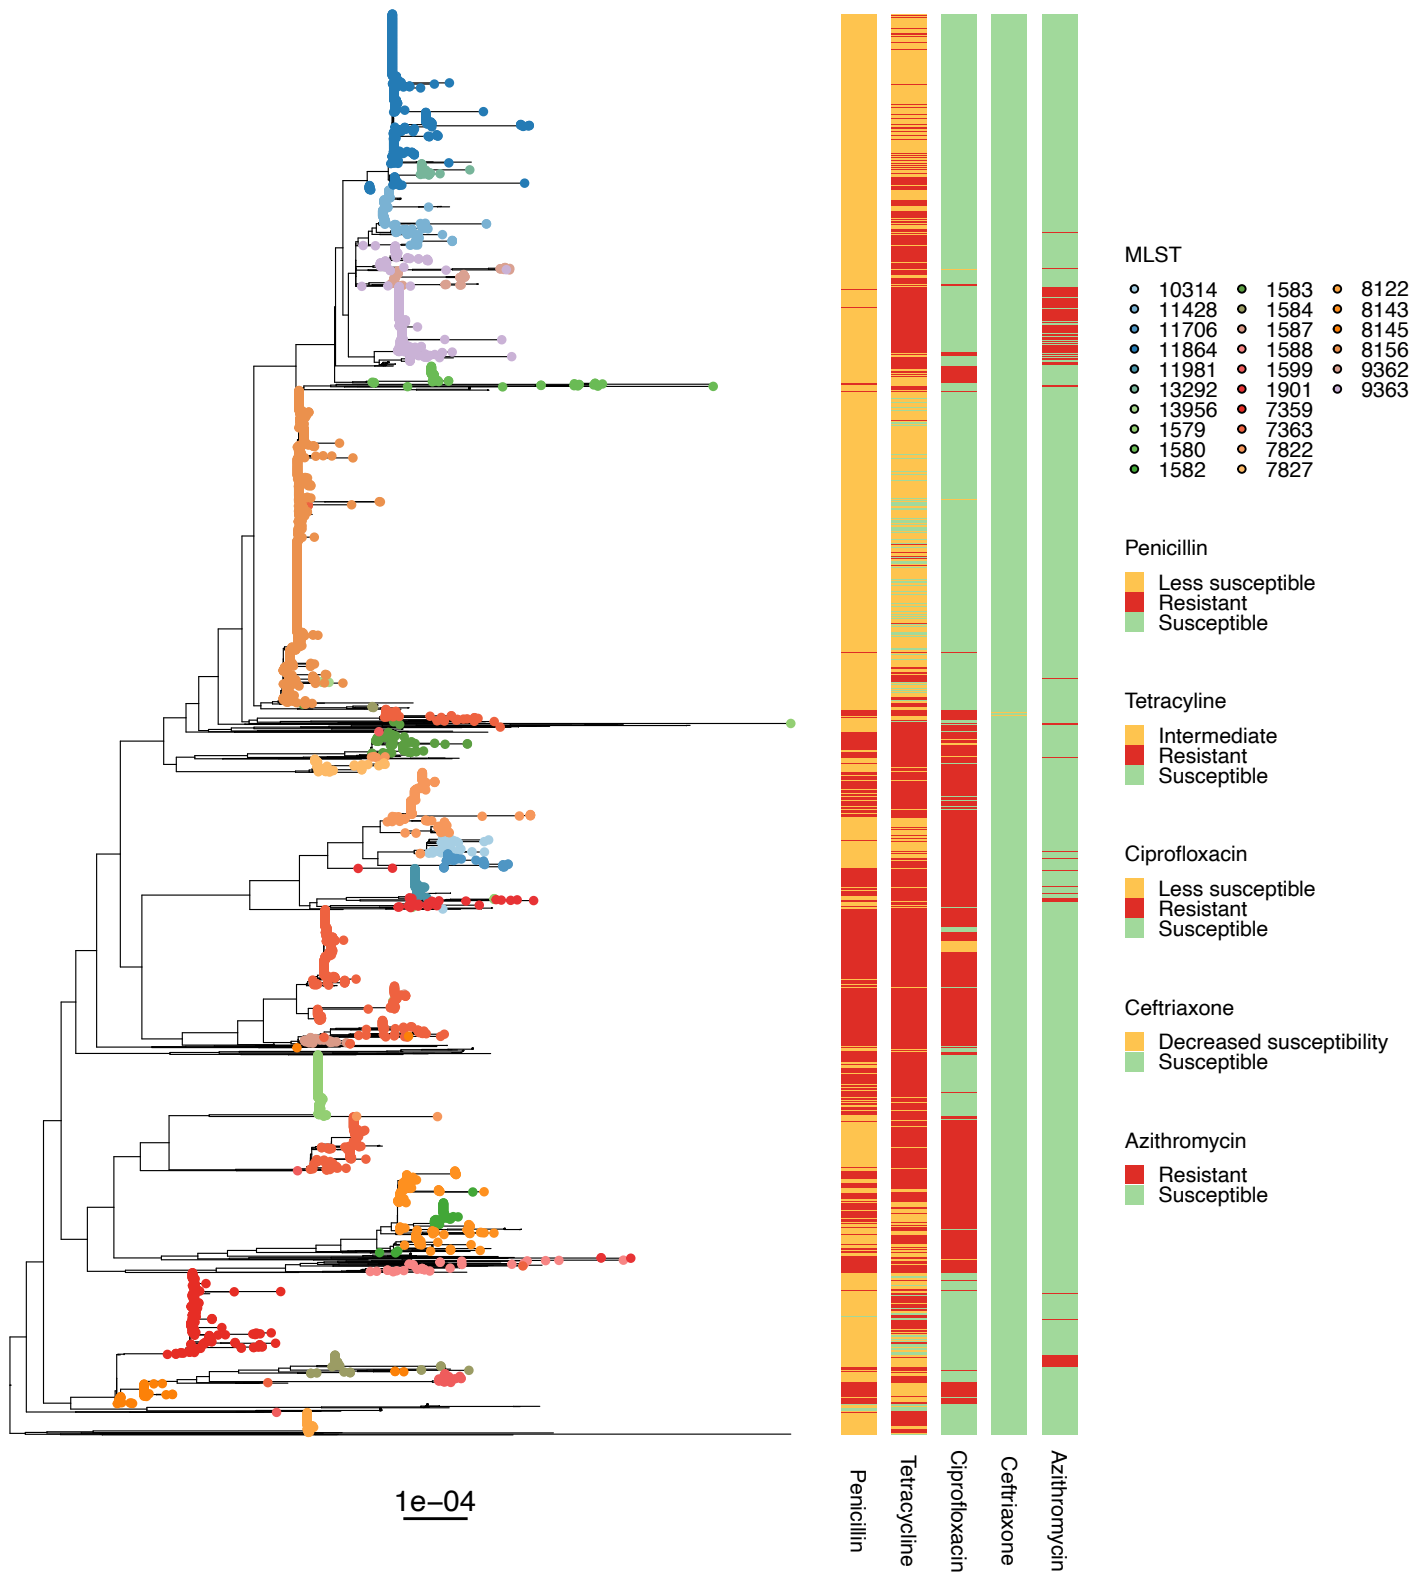 MLST
10314 1583 8122
11428 1584 8143
11706 1587 8145
11864 1588 8156
11981 1599 9362
13292 1901 9363
13956 7359
1579 7363
1580 7822
1582 7827
Penicillin
Less susceptible
Resistant
Susceptible
Tetracyline
Intermediate
Resistant
Susceptible
Ciprofloxacin
Less susceptible
Resistant
Susceptible
Ceftriaxone
Decreased susceptibility
Susceptible
Azithromycin
Resistant
Susceptible
Penicillin
Tetracycline
Ciprofloxacin
Ceftriaxone
Azithromycin
1e−04